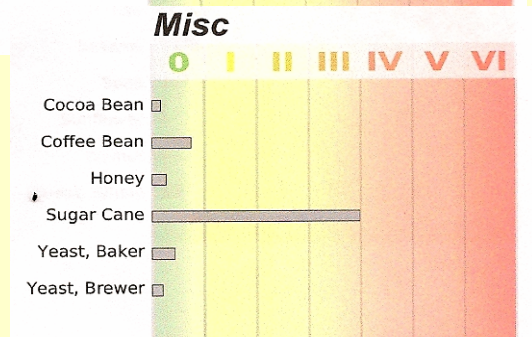 Misc
0 I II III IV V VI
Cocoa Bean
Coffee Bean
Honey
Sugar Cane
Yeast, Baker
Yeast, Brewer